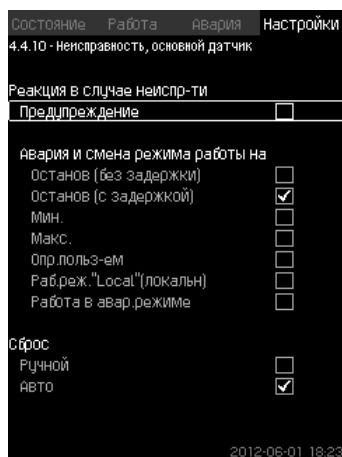 Состояние Работа Авария Настройки
4.4.10 - Неисправность, основной датчик
Реакция в случае неиспр-ти
Предупреждение
Авария и смена режима работы на
Останов (без задержки)
Останов (с задержкой)
Мин.
Макс.
Опр.польз-ем
Раб.реж."Local"(локальн)
Работа в авар.режиме
Сброс
Ручной
Авто
2012-06-01 18:23